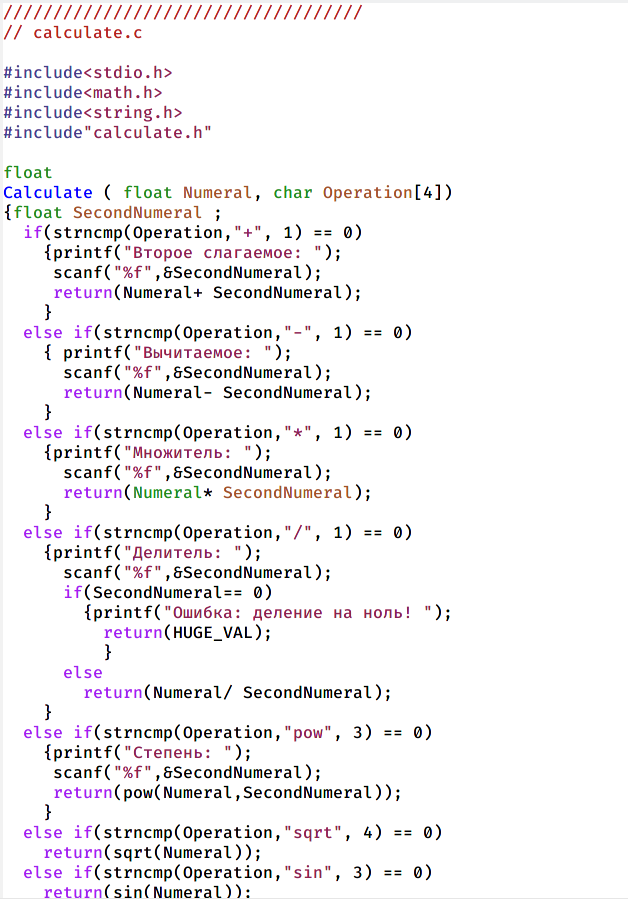 ////////////////////////////////////
// calculate.c
#include<stdio.h>
#include<math.h>
#include<string.h>
#include"calculate.h"
float
Calculate ( float Numeral, char Operation[4])
{float SecondNumeral ;
  if(strncmp(Operation,"+", 1) == 0)
    {printf("Второе слагаемое: ");
     scanf("%f",&SecondNumeral);
     return(Numeral+ SecondNumeral);
    }
  else if(strncmp(Operation,"-", 1) == 0)
    { printf("Вычитаемое: ");
      scanf("%f",&SecondNumeral);
      return(Numeral- SecondNumeral);
    }
  else if(strncmp(Operation,"*", 1) == 0)
    {printf("Множитель: ");
      scanf("%f",&SecondNumeral);
      return(Numeral* SecondNumeral);
    }
  else if(strncmp(Operation,"/", 1) == 0)
    {printf("Делитель: ");
      scanf("%f",&SecondNumeral);
      if(SecondNumeral== 0)
        {printf("Ошибка: деление на ноль! ");
          return(HUGE_VAL);
          }
      else
        return(Numeral/ SecondNumeral);
    }
  else if(strncmp(Operation,"pow", 3) == 0)
    {printf("Степень: ");
     scanf("%f",&SecondNumeral);
     return(pow(Numeral,SecondNumeral));
    }
  else if(strncmp(Operation,"sqrt", 4) == 0)
    return(sqrt(Numeral));
  else if(strncmp(Operation,"sin", 3) == 0)
    return(sin(Numeral));